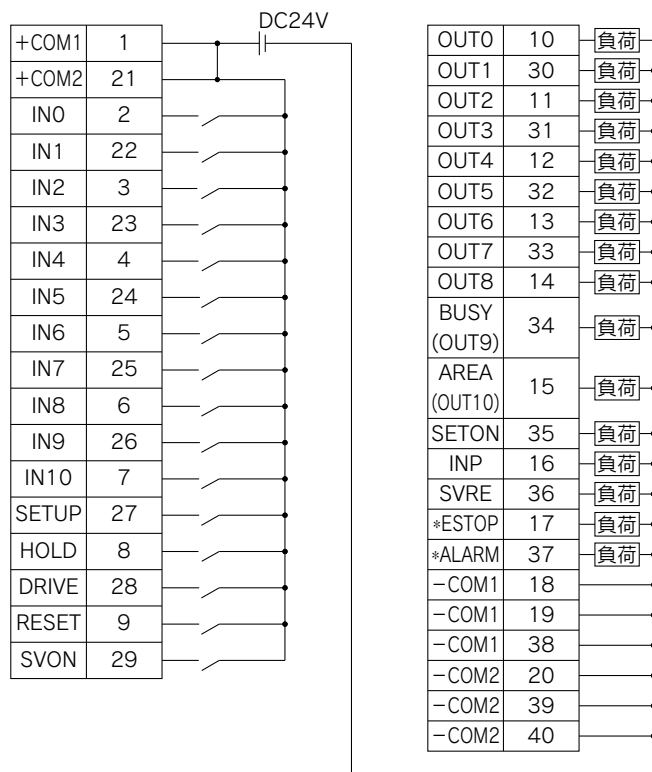 DC24V
+COM1 1
+COM2 21
IN0 2
IN1 22
IN2 3
IN3 23
IN4 4
IN5 24
IN6 5
IN7 25
IN8 6
IN9 26
IN10 7
SETUP 27
HOLD 8
DRIVE 28
RESET 9
SVON 29
OUT0 10 負荷
OUT1 30 負荷
OUT2 11 負荷
OUT3 31 負荷
OUT4 12 負荷
OUT5 32 負荷
OUT6 13 負荷
OUT7 33 負荷
OUT8 14 負荷
BUSY
(OUT9) 34 負荷
AREA
(OUT10) 15 負荷
SETON 35 負荷
INP 16 負荷
SVRE 36 負荷
*ESTOP 17 負荷
*ALARM 37 負荷
−COM1 18
−COM1 19
−COM1 38
−COM2 20
−COM2 39
−COM2 40